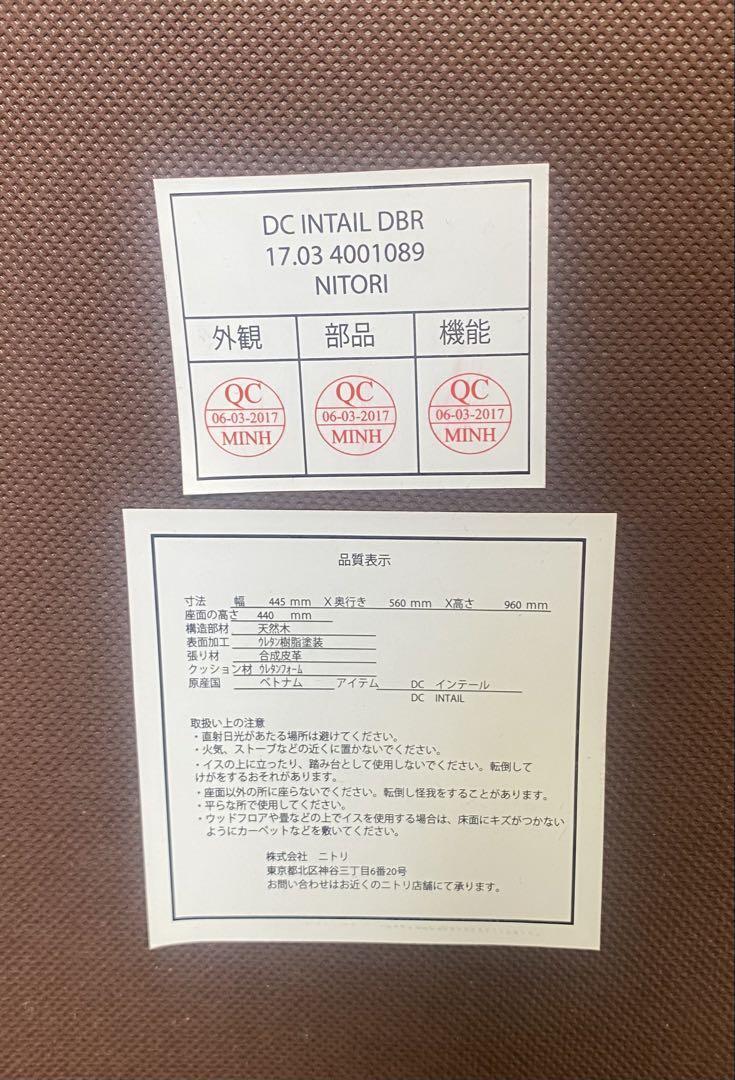 DC INTAIL DBR
17.03 4001089
NITORI
外観 部品 機能
QC QC QC
06-03-2017 06-03-2017 06-03-2017
MINH MINH MINH
品質表示
寸法 幅 445 mm X 奥行き 560 mm X高さ 960 mm
座面の高さ 440 mm
構造部材 天然木
表面加工 ｳﾚﾀﾝ樹脂塗装
張り材 合成皮革
クッション材 ｳﾚﾀﾝﾌｫｰﾑ
原産国 ベトナム アイテム DC インテール
DC INTAIL
取扱い上の注意
・直射日光があたる場所は避けてください。
・火気、ストーブなどの近くに置かないでください。
・イスの上に立ったり、踏み台として使用しないでください。転倒して
けがをするおそれがあります。
・座面以外の所に座らないでください。転倒し怪我をすることがあります。
・平らな所で使用してください。
・ウッドフロアや畳などの上でイスを使用する場合は、床面にキズがつかない
ようにカーペットなどを敷いてください。
株式会社 ニトリ
東京都北区神谷三丁目6番20号
お問い合わせはお近くのニトリ店舗にて承ります。